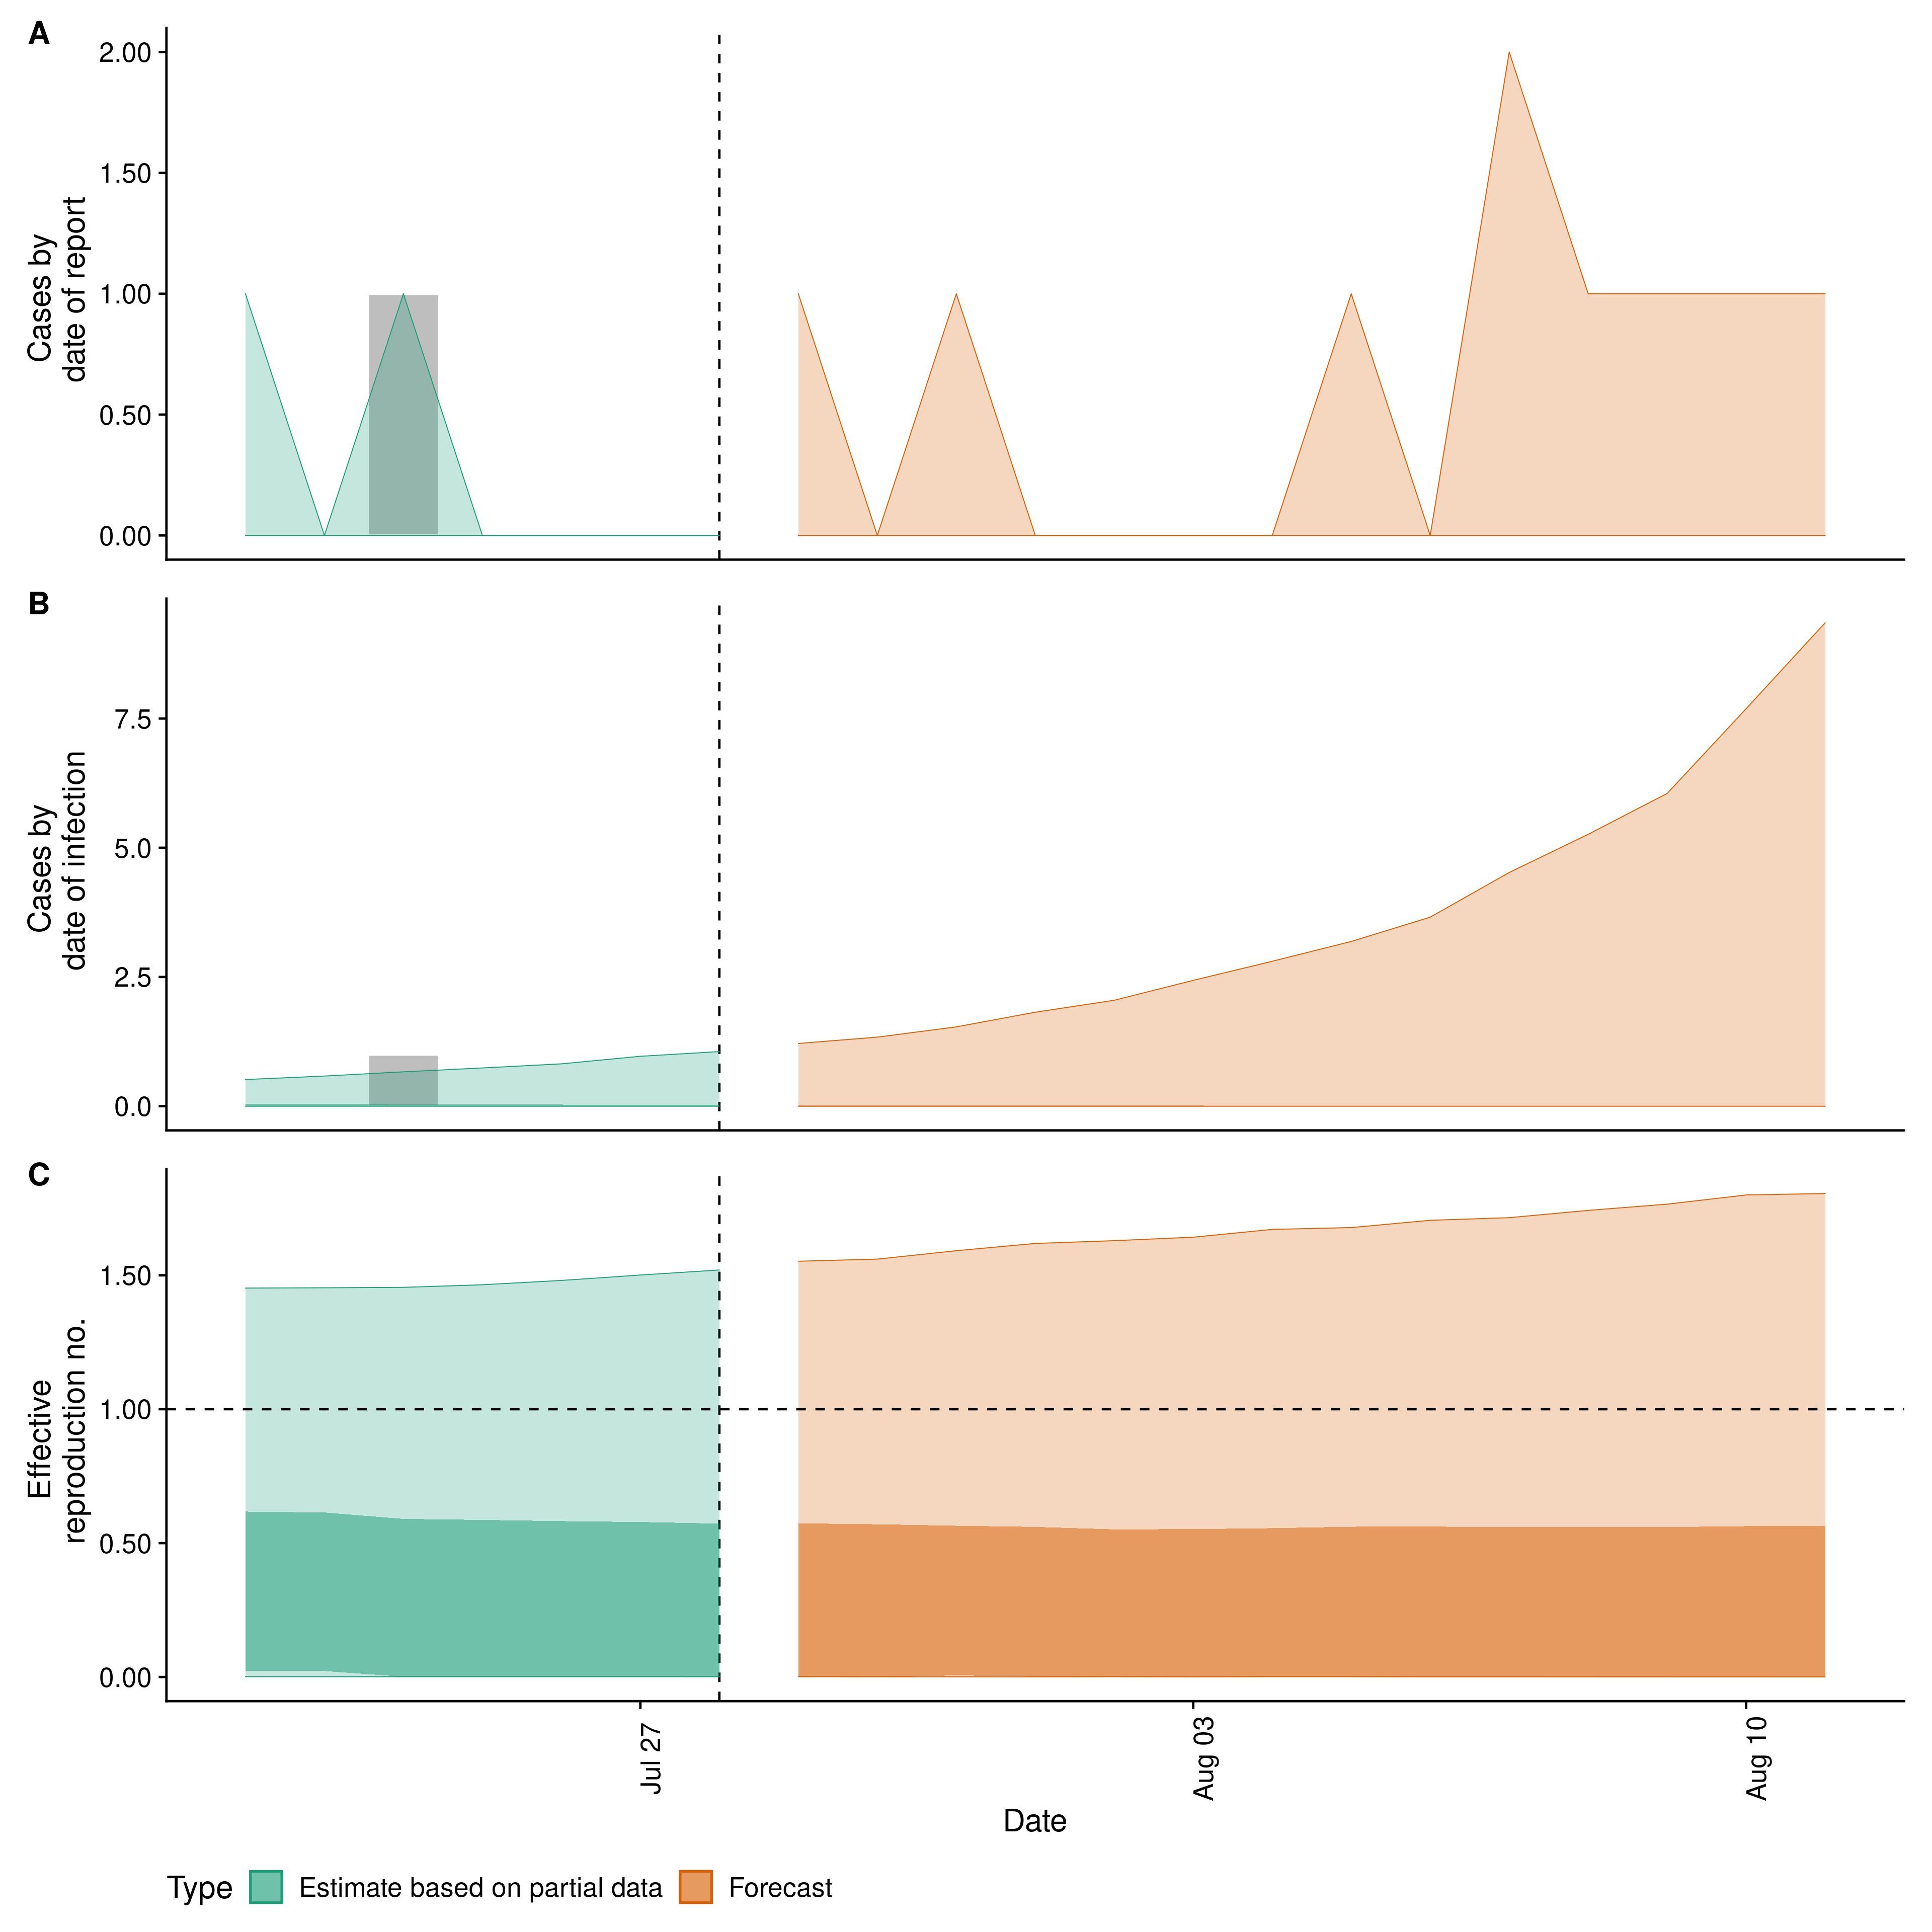 A
2.00
1.50
1.00
0.50
0.00
Cases by
date of report
B
7.5
5.0
2.5
0.0
Cases by
date of infection
C
1.50
1.00
0.50
0.00
Effective
reproduction no.
Jul 27
Aug 03
Aug 10
Date
Type Estimate based on partial data Forecast